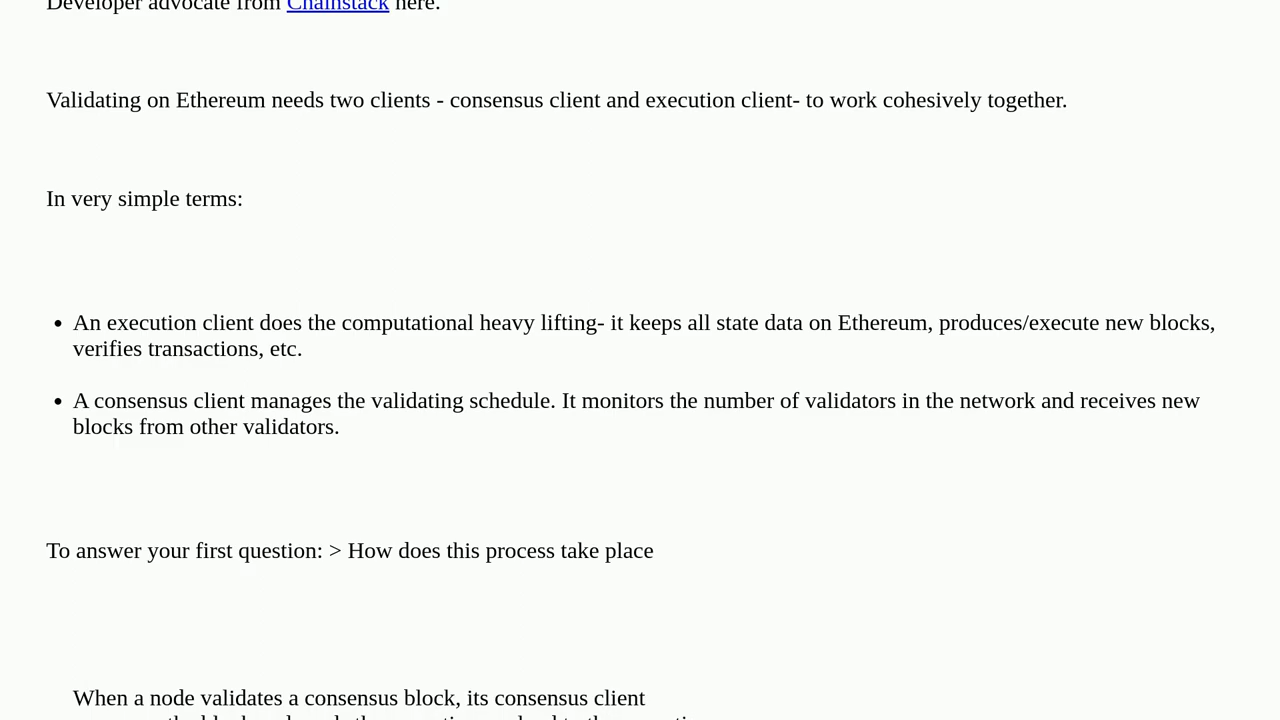 Developer advocate from Chainstack here.
Validating on Ethereum needs two clients - consensus client and execution client- to work cohesively together.
In very simple terms:
• An execution client does the computational heavy lifting- it keeps all state data on Ethereum, produces/execute new blocks,
verifies transactions, etc.
• A consensus client manages the validating schedule. It monitors the number of validators in the network and receives new
blocks from other validators.
To answer your first question: > How does this process take place
When a node validates a consensus block, its consensus client